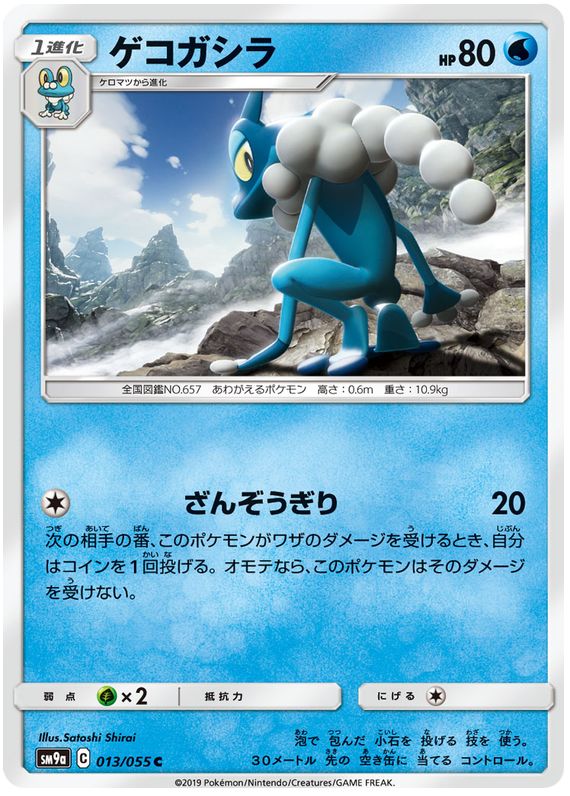 1進化
ゲコガシラ
HP80
ケロマツから進化
全国図鑑NO.657 あわがえるポケモン 高さ:0.6m 重さ:10.9kg
ざんぞうぎり 20
次の相手の番、このポケモンがワザのダメージを受けるとき、自分
はコインを1回投げる。オモテなら、このポケモンはそのダメージ
を受けない。
弱点 ×2 抵抗力 にげる
Illus.Satoshi Shirai
泡で 包んだ 小石を 投げる 技を 使う。
30メートル 先の 空き缶に 当てる コントロール。
SM9a C 013/055 C
©2019 Pokémon/Nintendo/Creatures/GAME FREAK.